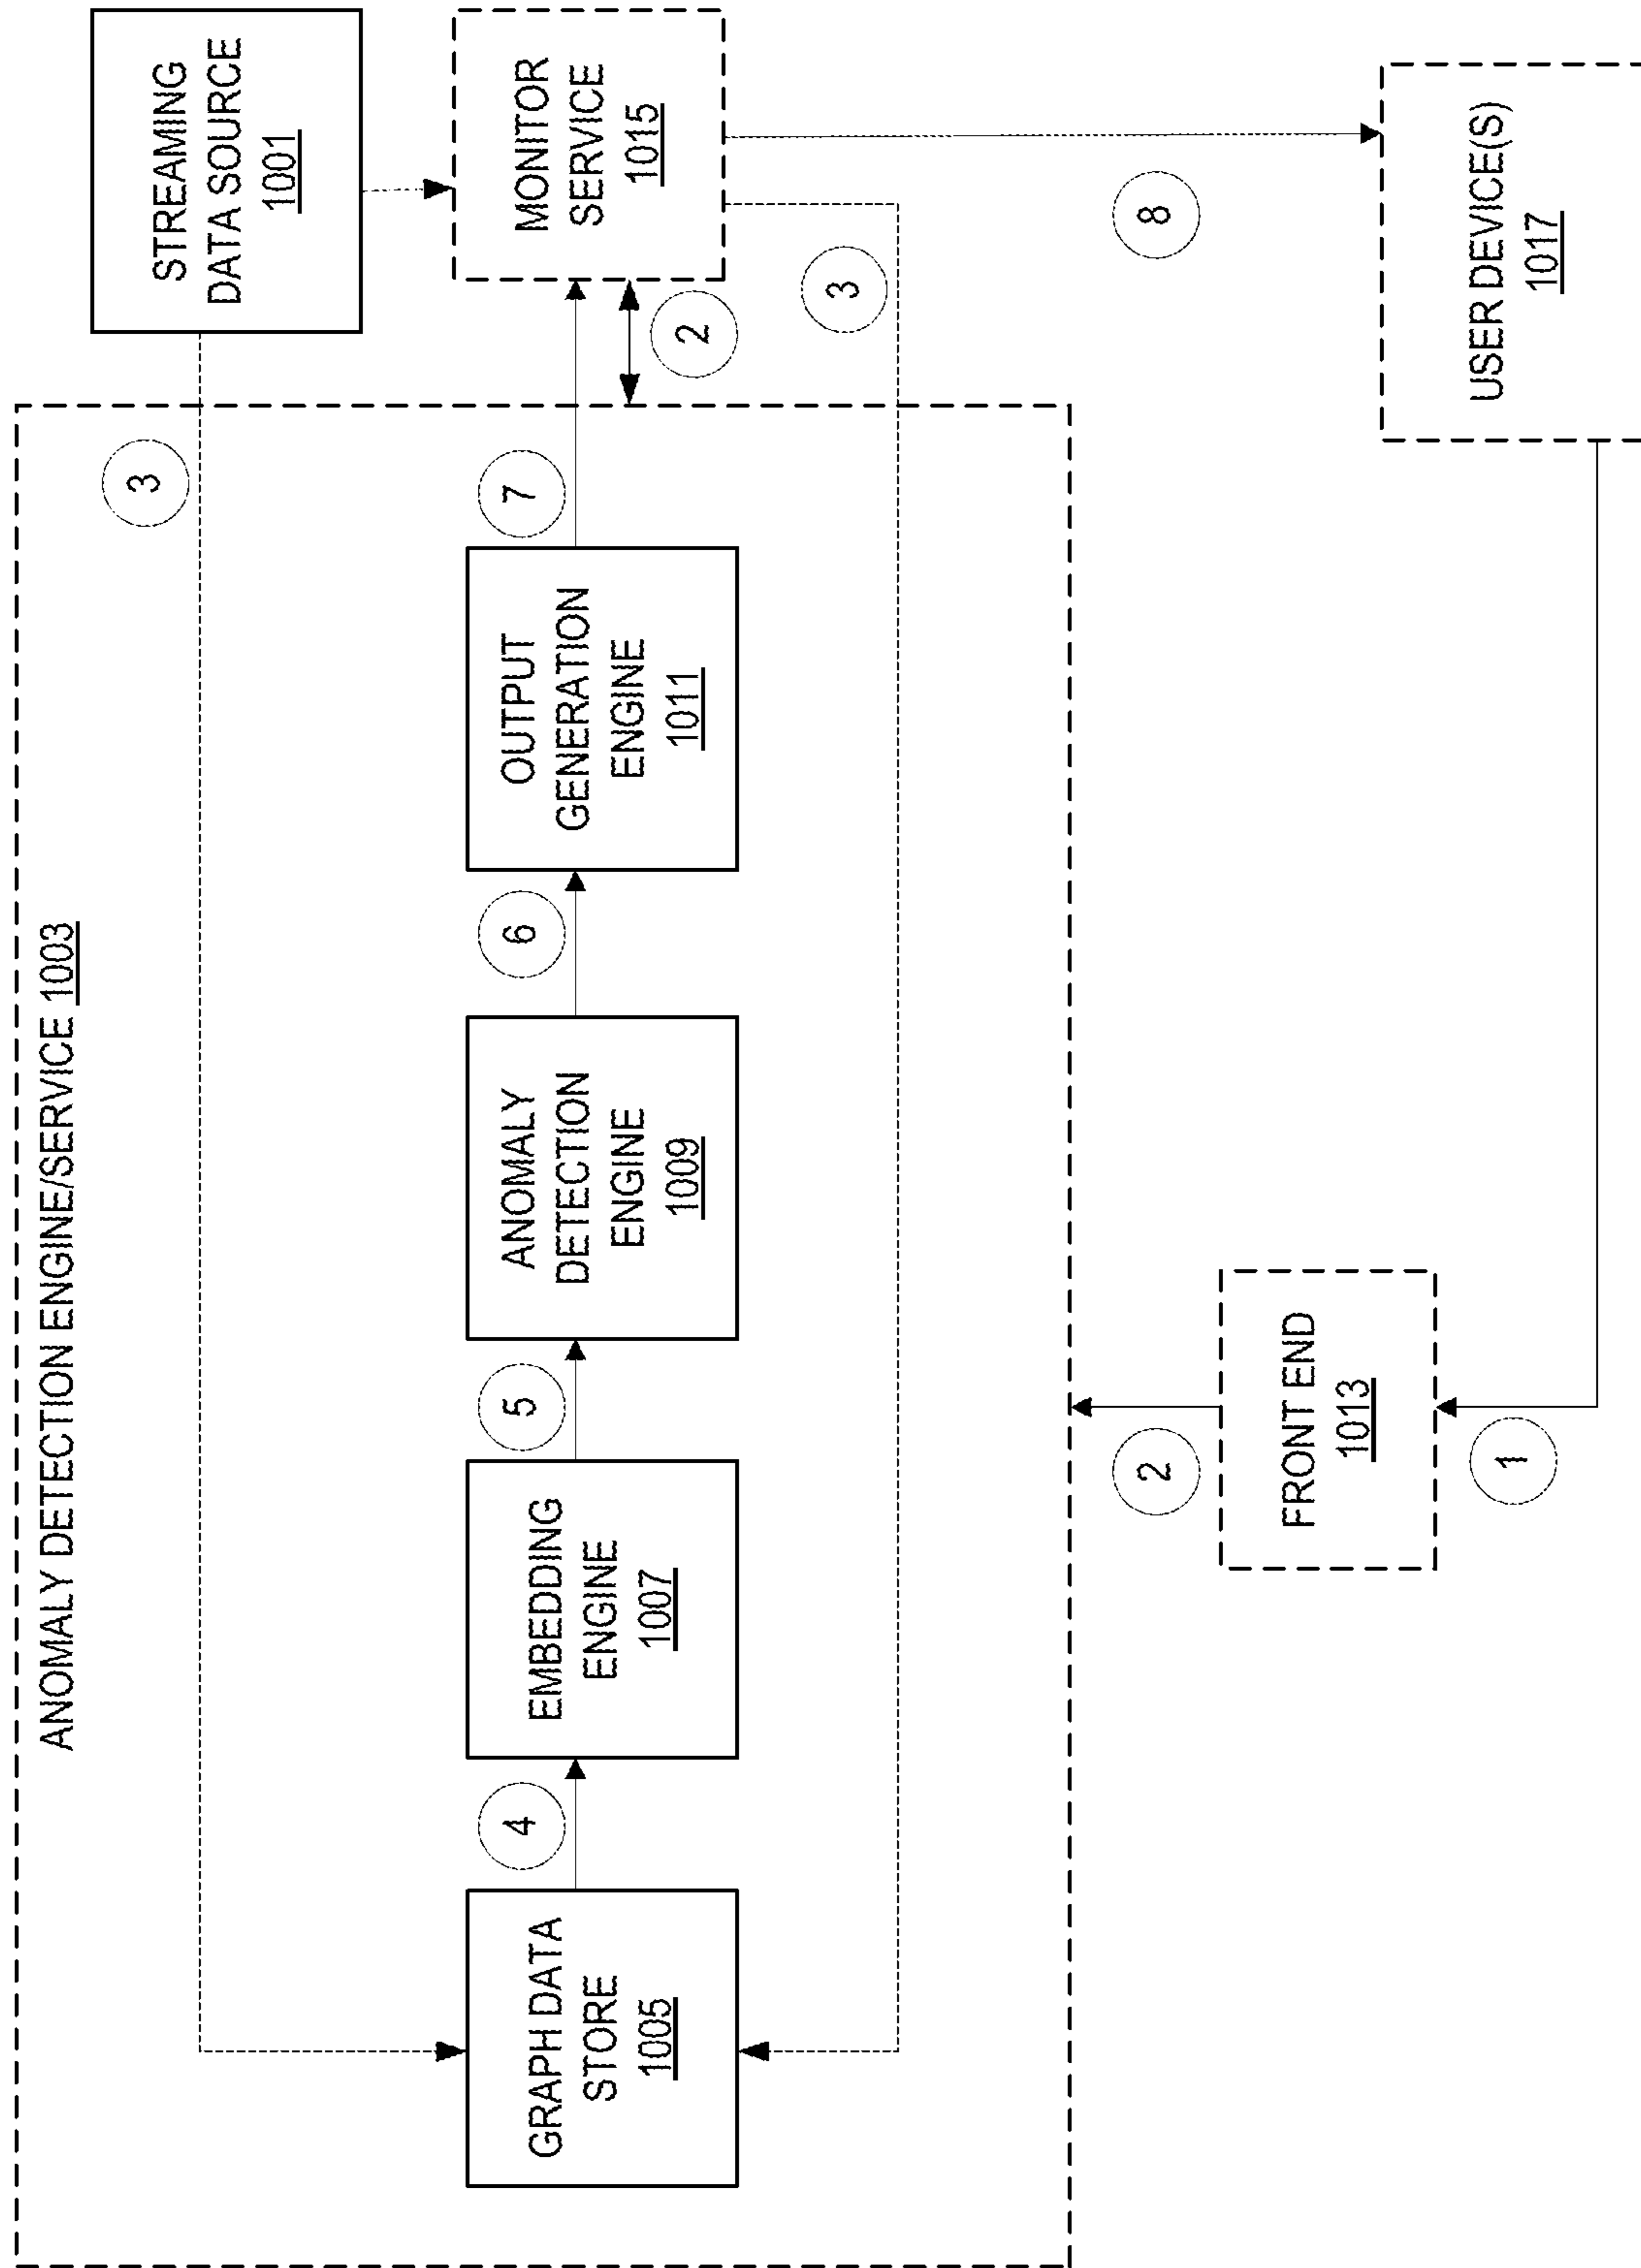 ANOMALY DETECTION ENGINE/SERVICE 1003
3
STREAMING
DATA SOURCE
1001
GRAPH DATA
STORE
1005
4
EMBEDDING
ENGINE
1007
5
ANOMALY
DETECTION
ENGINE
1009
6
OUTPUT
GENERATION
ENGINE
1011
7
MONITOR
SERVICE
1015
2
3
2
8
FRONT END
1013
1
USER DEVICE(S)
1017